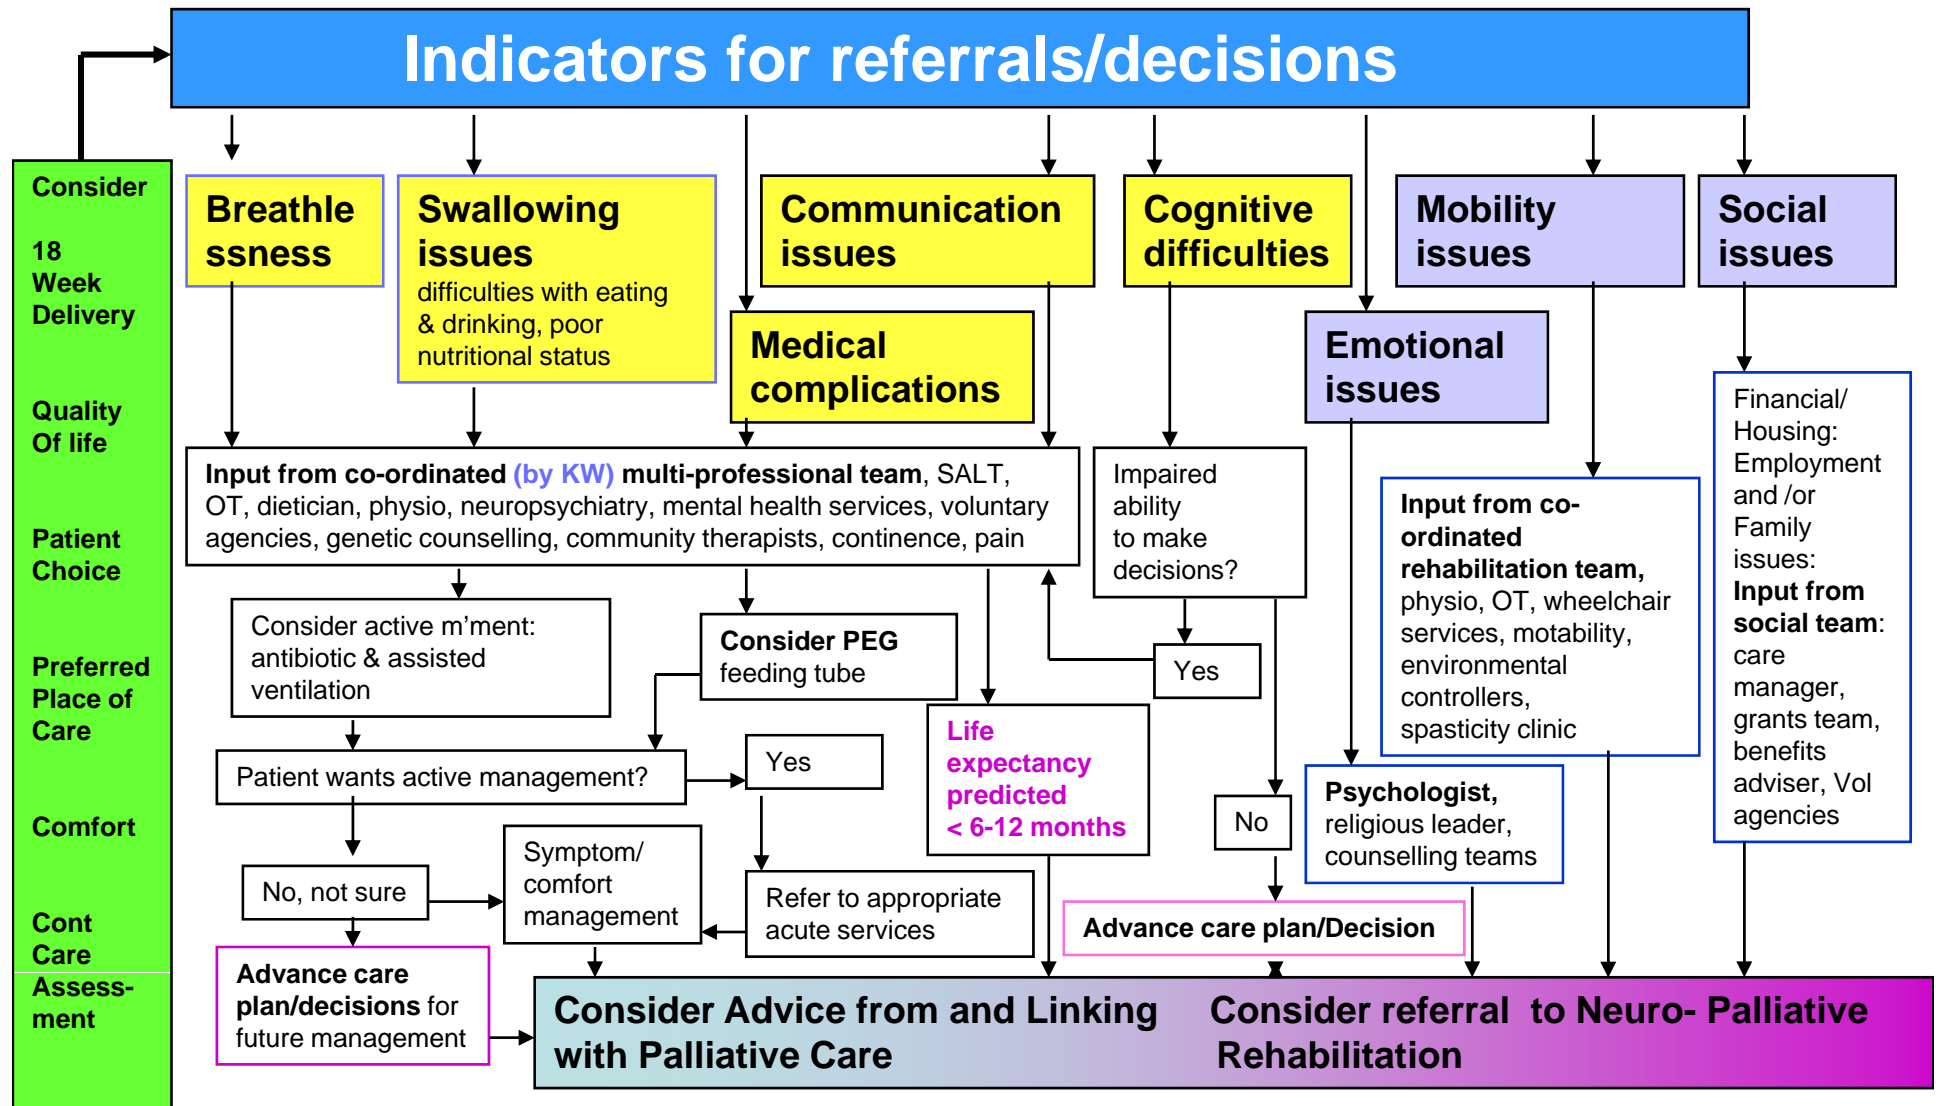 Indicators for referrals/decisions
Consider
18
Week
Delivery
Quality
Of life
Patient
Choice
Preferred
Place of
Care
Comfort
Cont
Care
Assess-
ment
Breathle
ssness
Swallowing
issues
difficulties with eating
& drinking, poor
nutritional status
Communication
issues
Cognitive
difficulties
Mobility
issues
Social
issues
Medical
complications
Emotional
issues
Input from co-ordinated (by KW) multi-professional team, SALT,
OT, dietician, physio, neuropsychiatry, mental health services, voluntary
agencies, genetic counselling, community therapists, continence, pain
Impaired
ability
to make
decisions?
Input from co-
ordinated
rehabilitation team,
physio, OT, wheelchair
services, motability,
environmental
controllers,
spasticity clinic
Financial/
Housing:
Employment
and /or
Family
issues:
Input from
social team:
care
manager,
grants team,
benefits
adviser, Vol
agencies
Consider active m'ment:
antibiotic & assisted
ventilation
Consider PEG
feeding tube
Yes
Life
expectancy
predicted
< 6-12 months
Patient wants active management?
Yes
No
Psychologist,
religious leader,
counselling teams
No, not sure
Symptom/
comfort
management
Refer to appropriate
acute services
Advance care plan/Decision
Advance care
plan/decisions for
future management
Consider Advice from and Linking
with Palliative Care
Consider referral to Neuro- Palliative
Rehabilitation